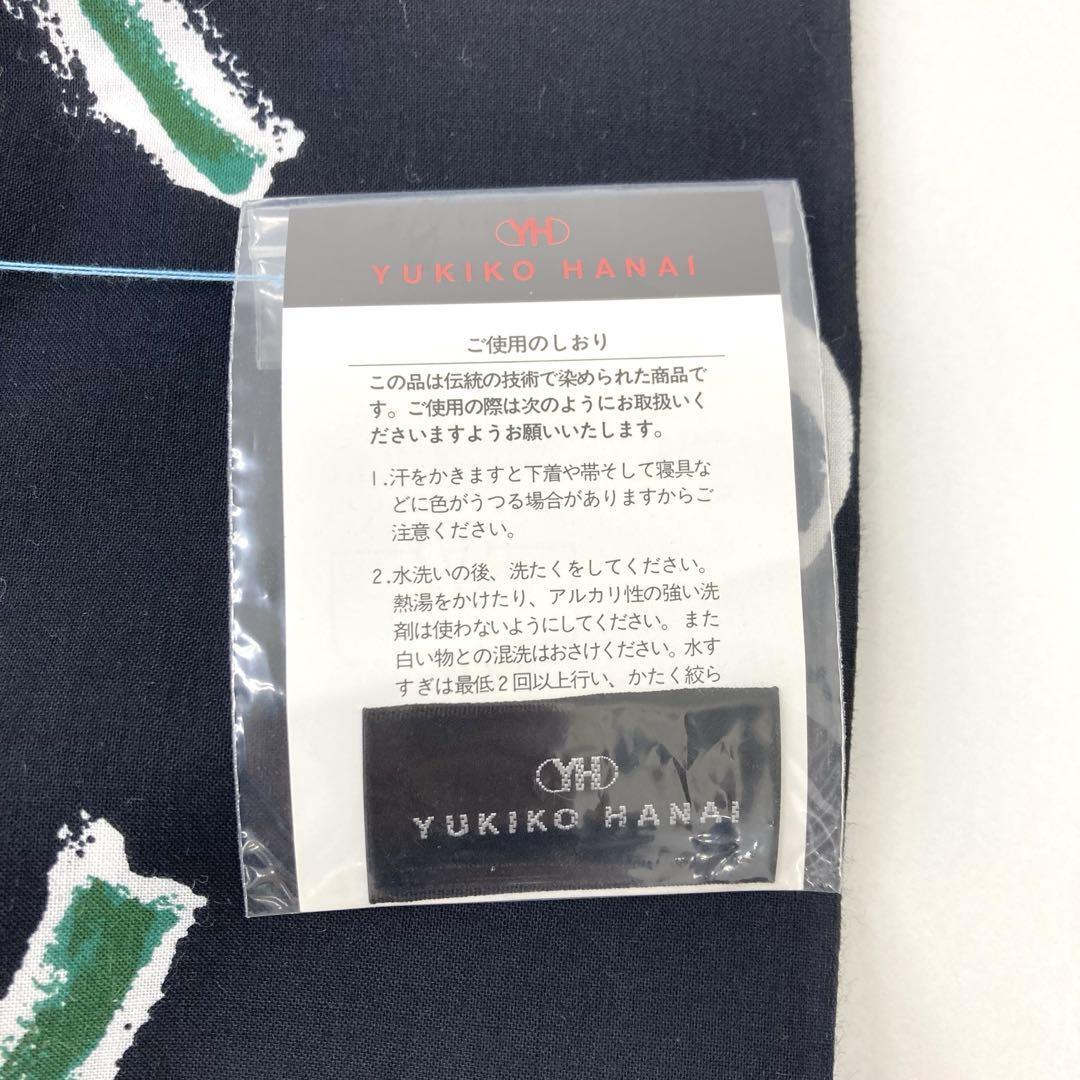 YH
YUKIKO HANAI
ご使用のしおり
この品は伝統の技術で染められた商品で
す。ご使用の際は次のようにお取扱いく
ださいますようお願いいたします。
1.汗をかきますと下着や帯そして寝具な
どに色がうつる場合がありますからご
注意ください。
2.水洗いの後、洗たくをしてください。
熱湯をかけたり、アルカリ性の強い洗
剤は使わないようにしてください。また
白い物との混洗はおさけください。水す
すぎは最低2回以上行い、かたく絞ら
YH
YUKIKO HANAI